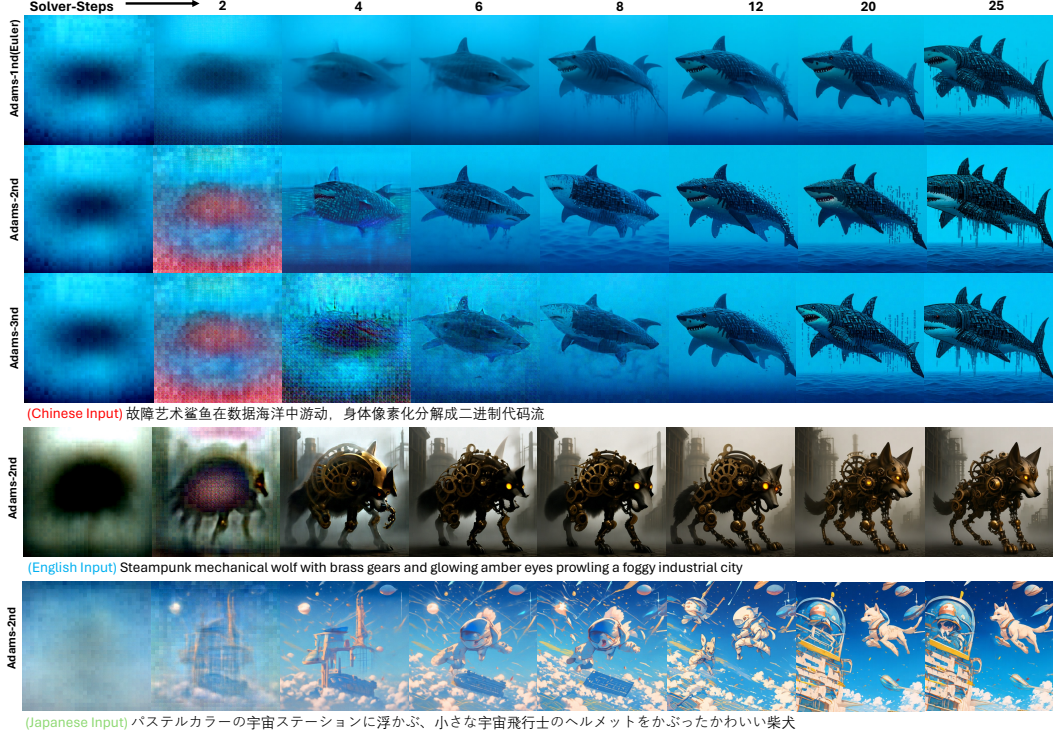 Solver-Steps 2 4 6 8 12 20 25
Adams-1nd(Euler)
Adams-2nd
Adams-3nd
(Chinese Input) 故障艺术鲨鱼在数据海洋中游动，身体像素化分解成二进制代码流
Adams-2nd
(English Input) Steampunk mechanical wolf with brass gears and glowing amber eyes prowling a foggy industrial city
Adams-2nd
(Japanese Input) パステルカラーの宇宙ステーションに浮かぶ、小さな宇宙飛行士のヘルメットをかぶったかわいい柴犬